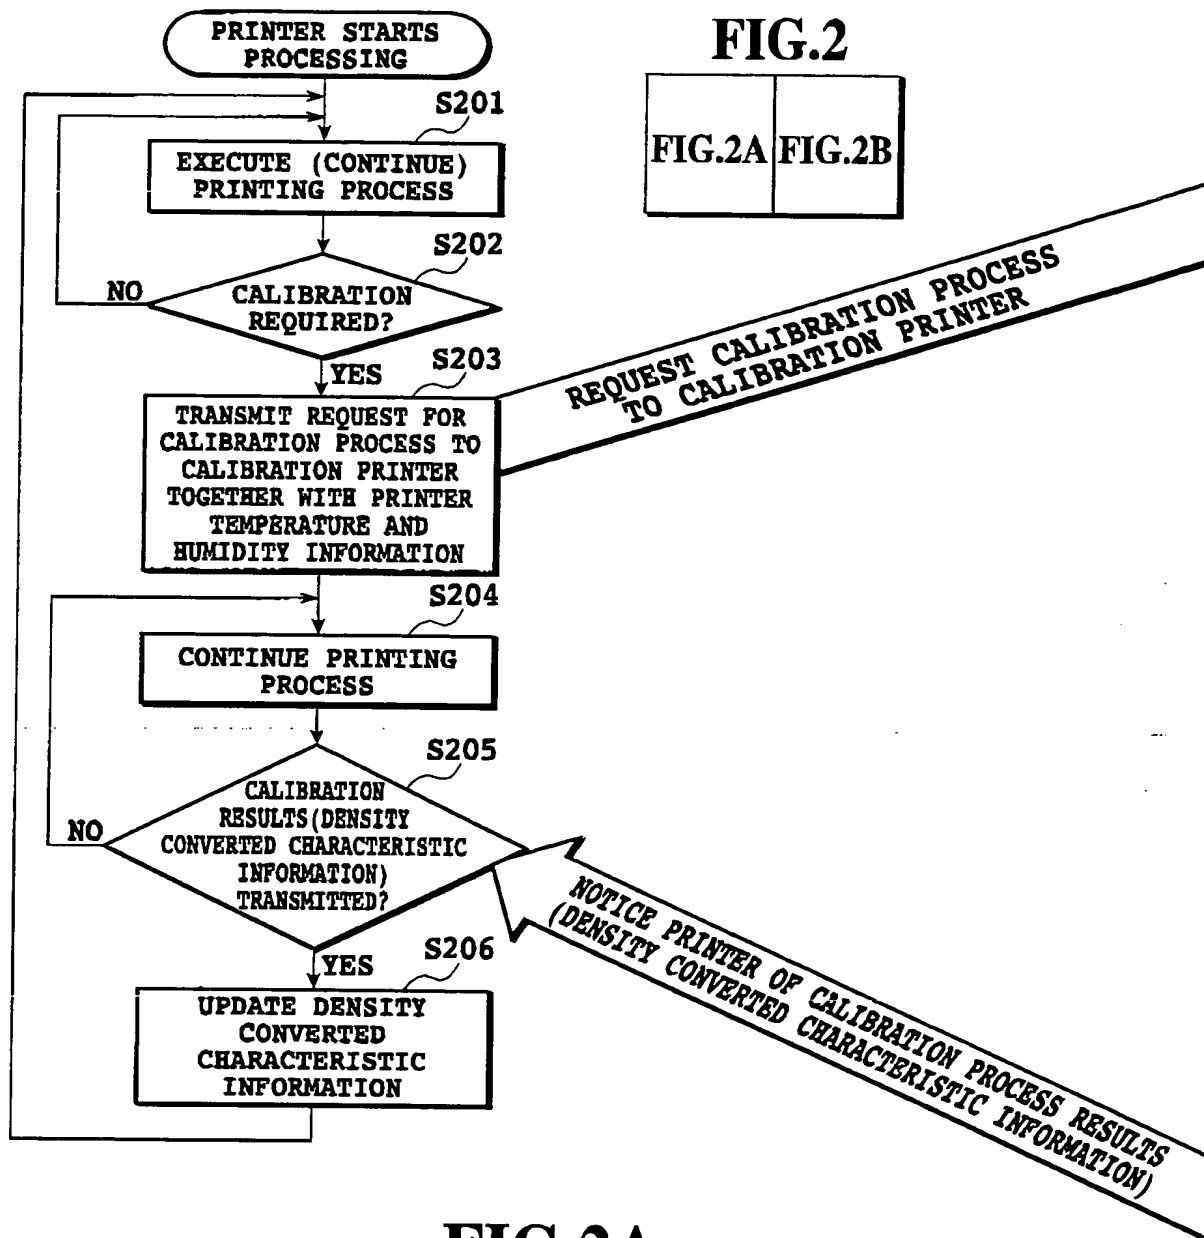 PRINTER STARTS
PROCESSING
FIG.2
FIG.2A FIG.2B
S201
EXECUTE (CONTINUE)
PRINTING PROCESS
S202
CALIBRATION
REQUIRED?
NO
YES
S203
TRANSMIT REQUEST FOR
CALIBRATION PROCESS TO
CALIBRATION PRINTER
TOGETHER WITH PRINTER
TEMPERATURE AND
HUMIDITY INFORMATION
REQUEST CALIBRATION PROCESS
TO CALIBRATION PRINTER
S204
CONTINUE PRINTING
PROCESS
S205
CALIBRATION
RESULTS(DENSITY
CONVERTED CHARACTERISTIC
INFORMATION)
TRANSMITTED?
NO
YES
NOTICE PRINTER OF CALIBRATION PROCESS RESULTS
(DENSITY CONVERTED CHARACTERISTIC INFORMATION)
S206
UPDATE DENSITY
CONVERTED
CHARACTERISTIC
INFORMATION
FIG.2A